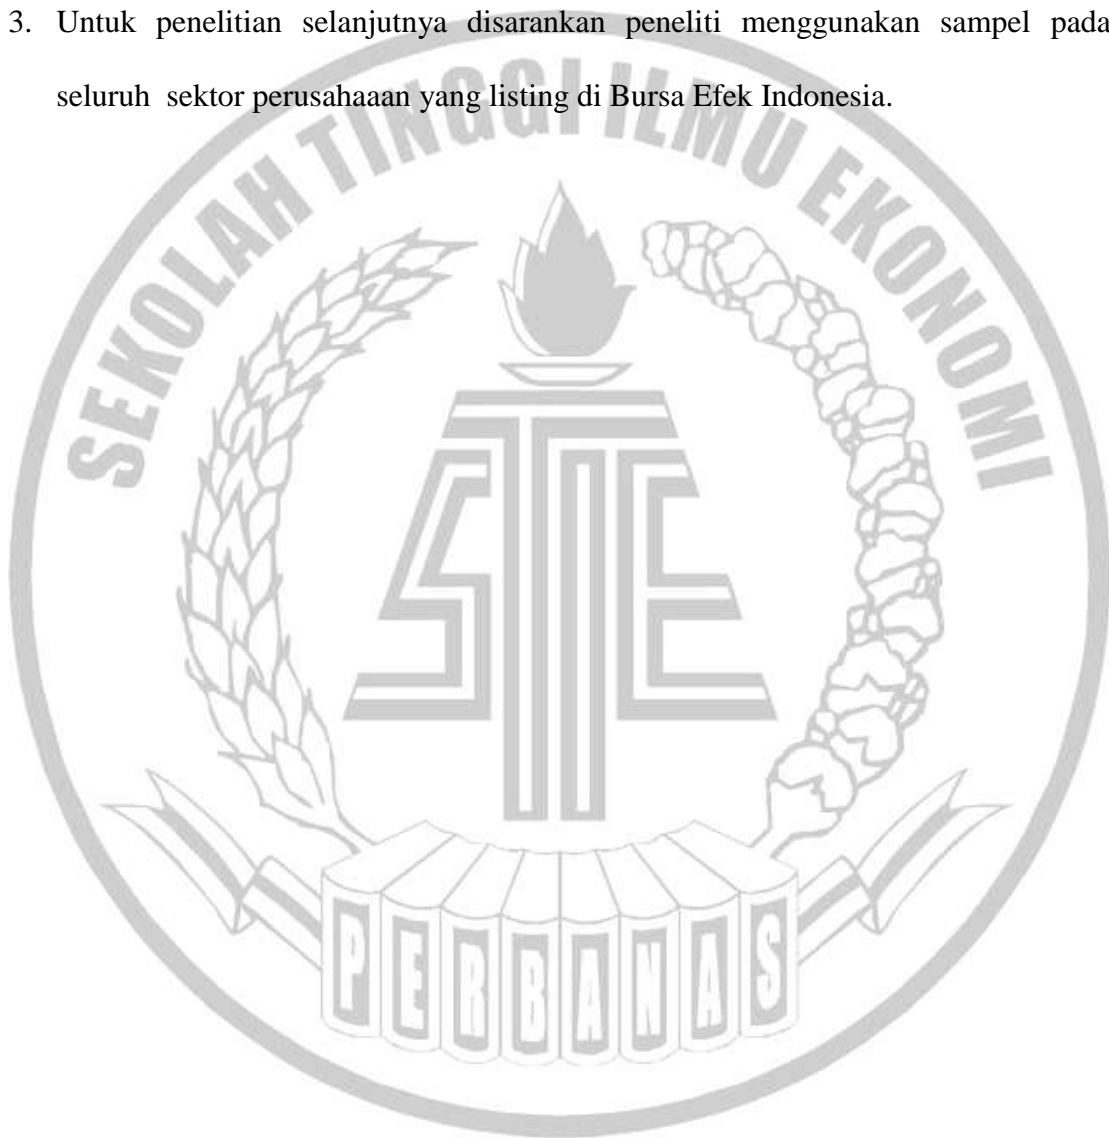 3. Untuk penelitian selanjutnya disarankan peneliti menggunakan sampel pada
seluruh sektor perusahaaan yang listing di Bursa Efek Indonesia.
SEKOLAH TINGGI ILMU EKONOMI
STIE
PERBANAS